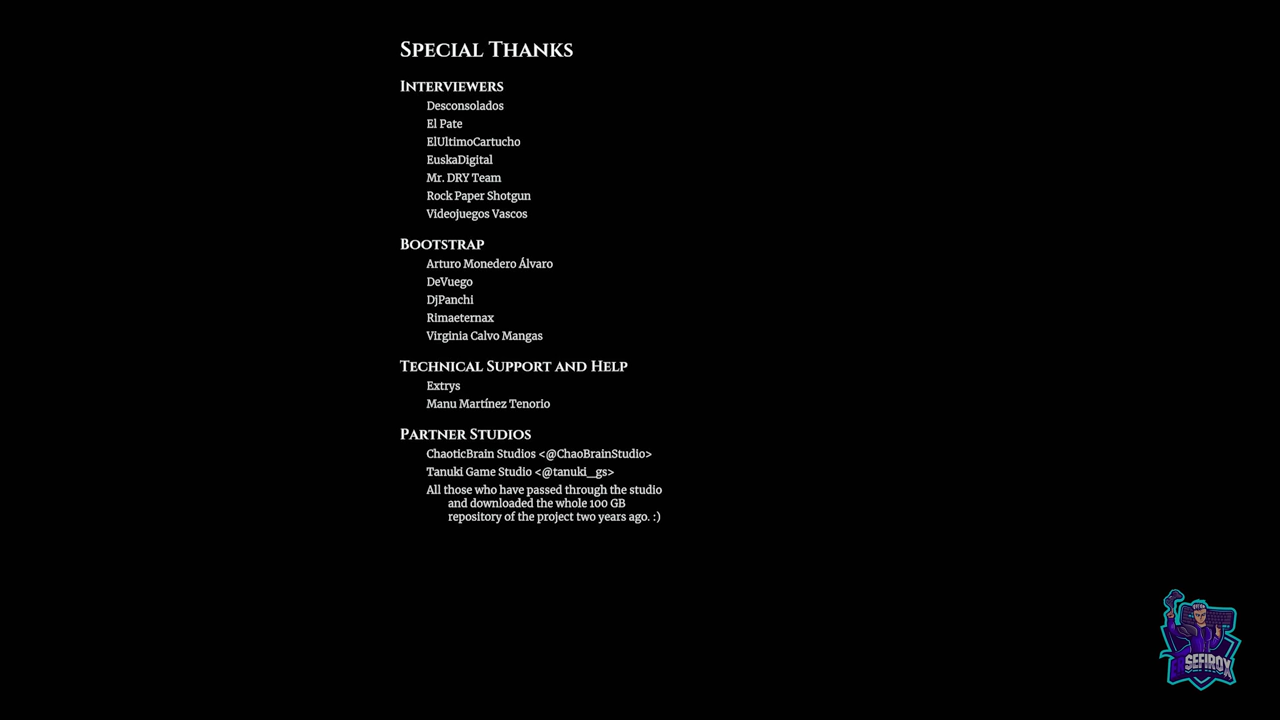 Special Thanks
Interviewers
Desconsolados
El Pate
ElUltimoCartucho
EuskaDigital
Mr. DRY Team
Rock Paper Shotgun
Videojuegos Vascos
Bootstrap
Arturo Monedero Álvaro
DeVuego
DjPanchi
Rimaeternax
Virginia Calvo Mangas
Technical Support and Help
Extrys
Manu Martínez Tenorio
Partner Studios
ChaoticBrain Studios <@ChaoBrainStudio>
Tanuki Game Studio <@tanuki_gs>
All those who have passed through the studio
and downloaded the whole 100 GB
repository of the project two years ago. :)
SEFIROX